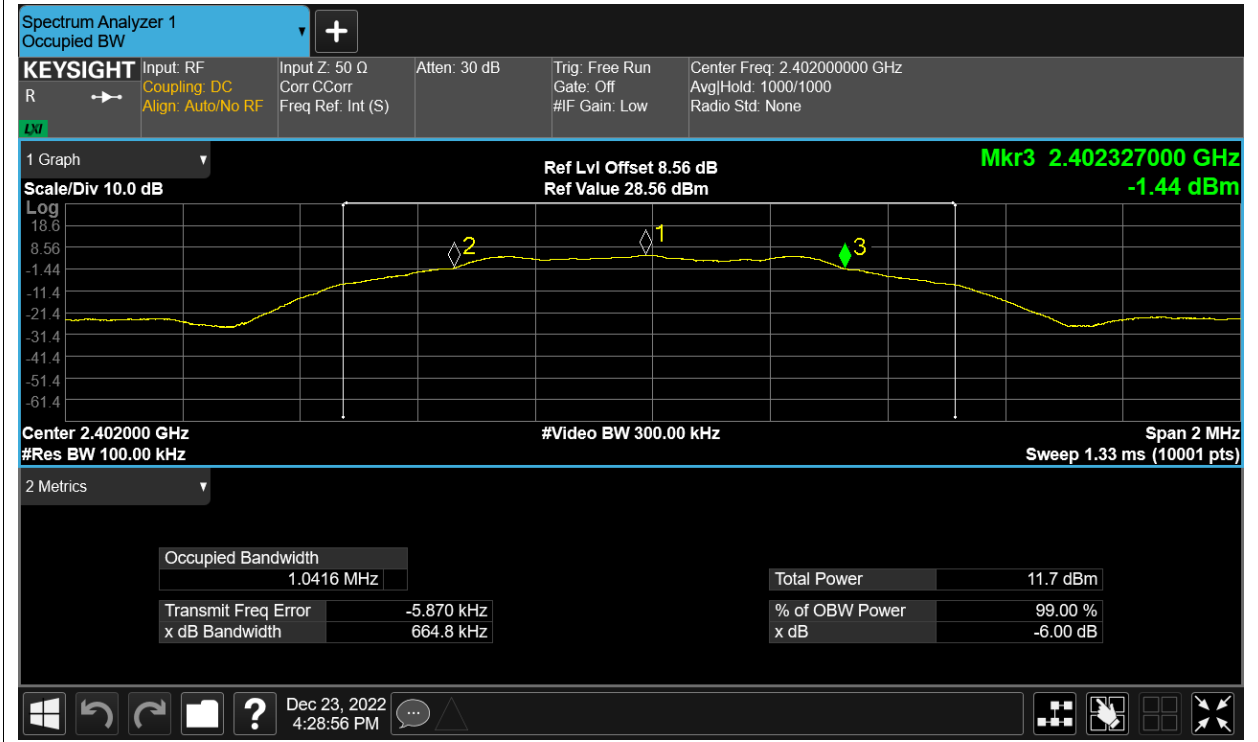 Spectrum Analyzer 1
Occupied BW
+
KEYSIGHT Input: RF Input Z: 50 Ω Atten: 30 dB Trig: Free Run Center Freq: 2.402000000 GHz
R Coupling: DC Corr CCorr Gate: Off Avg|Hold: 1000/1000
Align: Auto/No RF Freq Ref: Int (S) #IF Gain: Low Radio Std: None
LXI
1 Graph Ref Lvl Offset 8.56 dB Mkr3 2.402327000 GHz
Scale/Div 10.0 dB Ref Value 28.56 dBm -1.44 dBm
Log
18.6
8.56
-1.44
-11.4
-21.4
-31.4
-41.4
-51.4
-61.4
2
1
3
Center 2.402000 GHz #Video BW 300.00 kHz Span 2 MHz
#Res BW 100.00 kHz Sweep 1.33 ms (10001 pts)
2 Metrics
Occupied Bandwidth
1.0416 MHz Total Power 11.7 dBm
Transmit Freq Error -5.870 kHz % of OBW Power 99.00 %
x dB Bandwidth 664.8 kHz x dB -6.00 dB
? Dec 23, 2022
4:28:56 PM